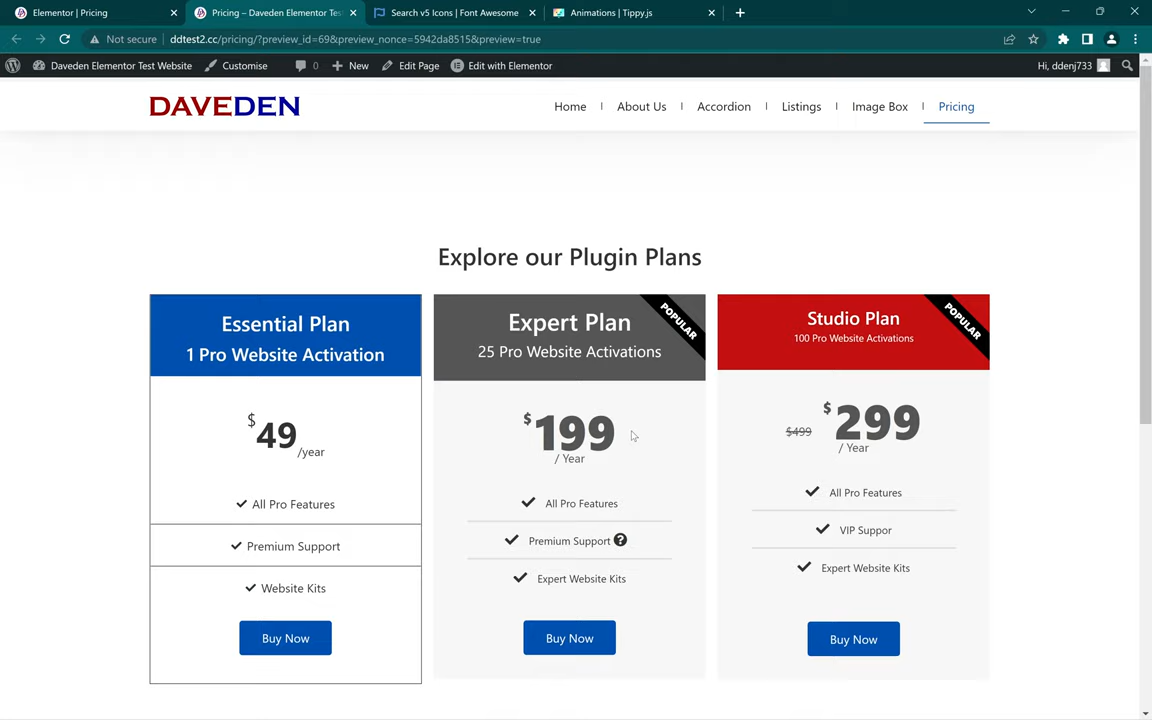 Elementor | Pricing
Pricing – Daveden Elementor Tes
Search v5 Icons | Font Awesome
Animations | Tippy.js
Not secure
ddtest2.cc/pricing/?preview_id=69&preview_nonce=5942da8515&preview=true
Daveden Elementor Test Website
Customise
0
New
Edit Page
Edit with Elementor
Hi, ddenj733
DAVEDEN
Home
About Us
Accordion
Listings
Image Box
Pricing
Explore our Plugin Plans
Essential Plan
1 Pro Website Activation
$49/year
All Pro Features
Premium Support
Website Kits
Buy Now
POPULAR
Expert Plan
25 Pro Website Activations
$199
/ Year
All Pro Features
Premium Support
Expert Website Kits
Buy Now
POPULAR
Studio Plan
100 Pro Website Activations
$499 $299
/ Year
All Pro Features
VIP Suppor
Expert Website Kits
Buy Now